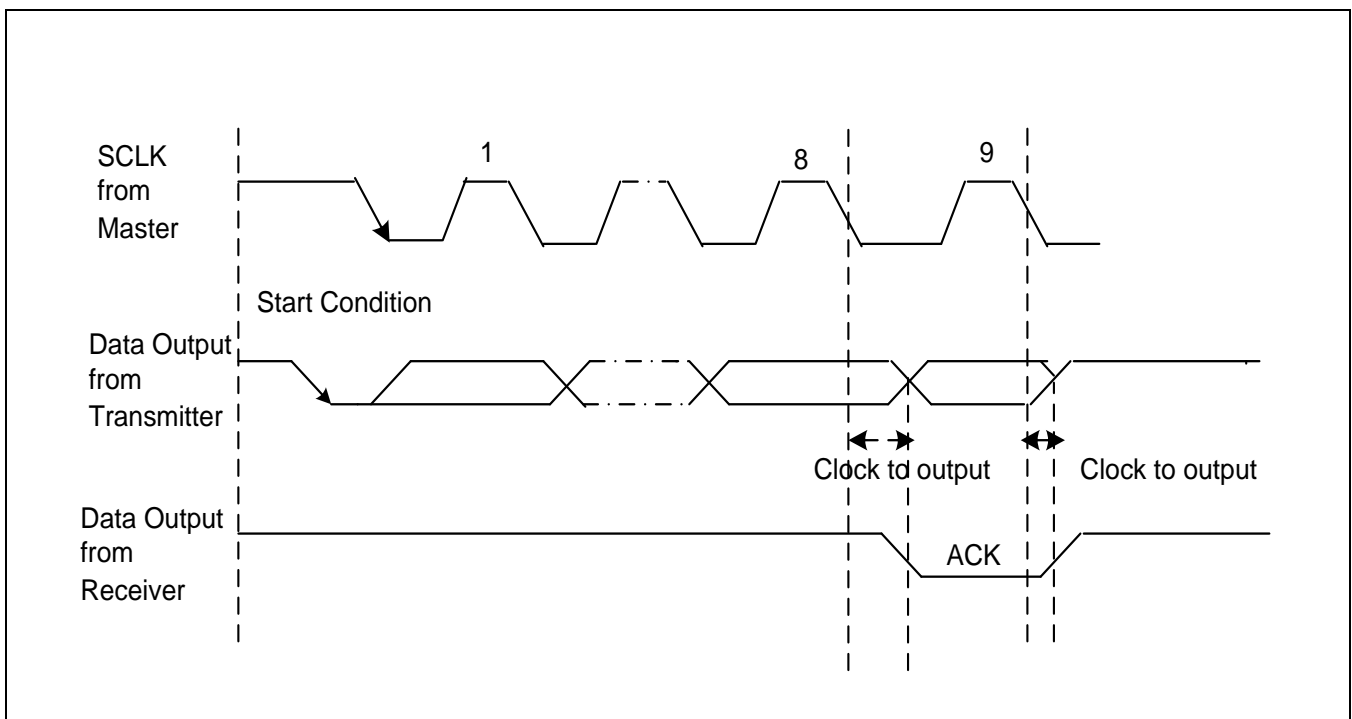 SCLK
from
Master
1
8
9
Start Condition
Data Output
from
Transmitter
Clock to output
Clock to output
Data Output
from
Receiver
ACK